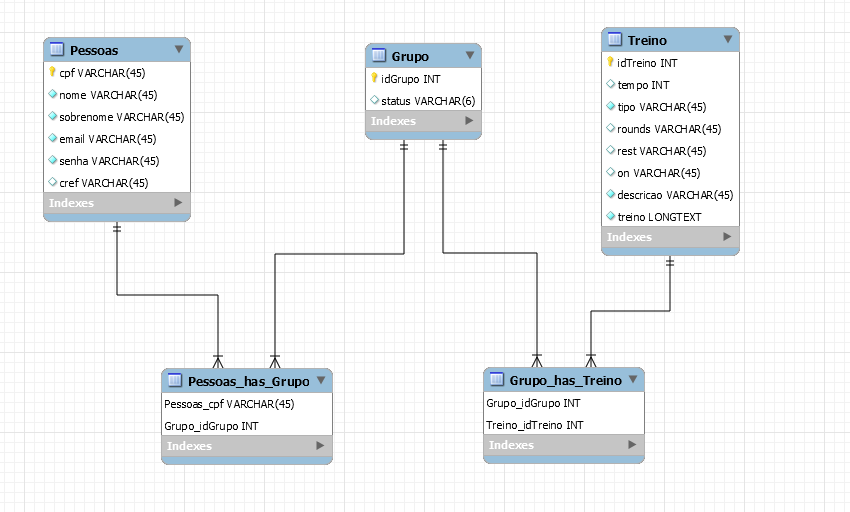 Pessoas
cpf VARCHAR(45)
nome VARCHAR(45)
sobrenome VARCHAR(45)
email VARCHAR(45)
senha VARCHAR(45)
cref VARCHAR(45)
Indexes
Grupo
idGrupo INT
status VARCHAR(6)
Indexes
Treino
idTreino INT
tempo INT
tipo VARCHAR(45)
rounds VARCHAR(45)
rest VARCHAR(45)
on VARCHAR(45)
descricao VARCHAR(45)
treino LONGTEXT
Indexes
Pessoas_has_Grupo
Pessoas_cpf VARCHAR(45)
Grupo_idGrupo INT
Indexes
Grupo_has_Treino
Grupo_idGrupo INT
Treino_idTreino INT
Indexes